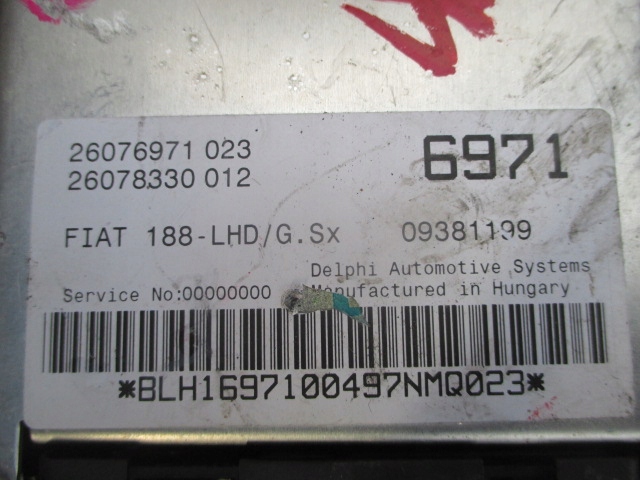 26076971 023
6971
26078330 012
FIAT 188-LHD/G.Sx 09381199
Delphi Automotive Systems
Service No:00000000 Manufactured in Hungary
*BLH1697100497NMQ023*